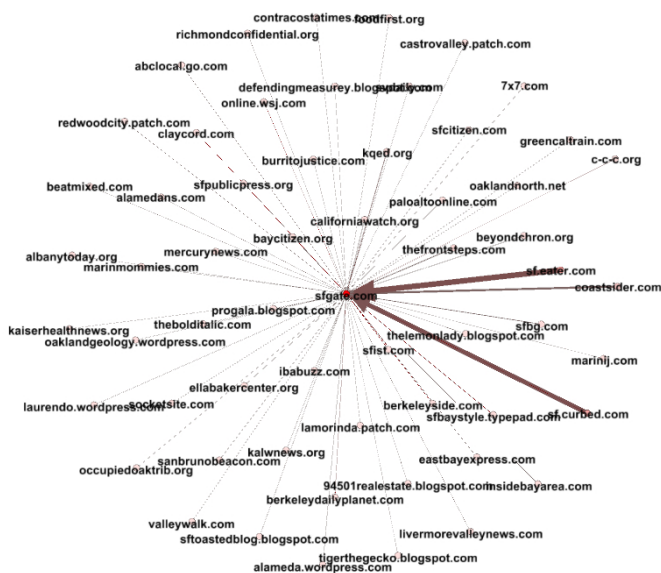 contracostatimes.com
foodfirst.org
richmondconfidential.org
castrovalley.patch.com
abclocal.go.com
defendingmeasurey.blogspot.com
7x7.com
online.wsj.com
redwoodcity.patch.com
claycord.com
sfcitizen.com
greencaltrain.com
kqed.org
burritojustice.com
c-c-c.org
sfpublicpress.org
oaklandnorth.net
beatmixed.com
alamedans.com
paloaltoonline.com
californiawatch.org
baycitizen.org
beyondchron.org
mercurynews.com
thefrontsteps.com
albanytoday.org
marinmommies.com
sf.eater.com
coastsider.com
sfgate.com
progala.blogspot.com
thebolditalic.com
sfbg.com
kaiserhealthnews.org
thelemonlady.blogspot.com
oaklandgeology.wordpress.com
sfist.com
marinij.com
ibabuzz.com
ellabakercenter.org
laurendo.wordpress.com
socketsite.com
berkeleyside.com
sfbaystyle.typepad.com
sf.curbed.com
lamorinda.patch.com
kalwnews.org
sanbrunobeacon.com
eastbayexpress.com
occupiedoaktrib.org
94501realestate.blogspot.com
insidebayarea.com
berkeleydailyplanet.com
valleywalk.com
sftoastedblog.blogspot.com
livermorevalleynews.com
tigerthegecko.blogspot.com
alameda.wordpress.com